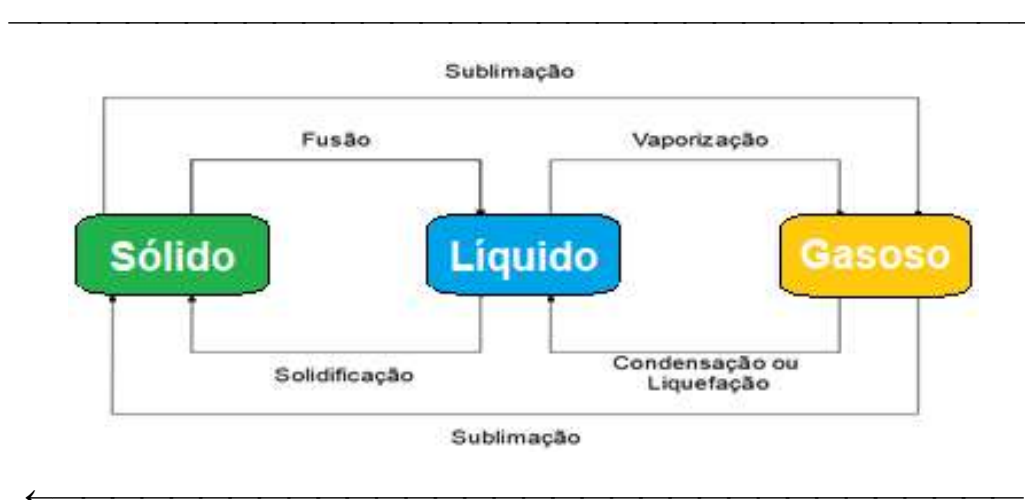 Sublimação
Fusão
Vaporização
Sólido
Líquido
Gasoso
Solidificação
Condensação ou
Liquefação
Sublimação